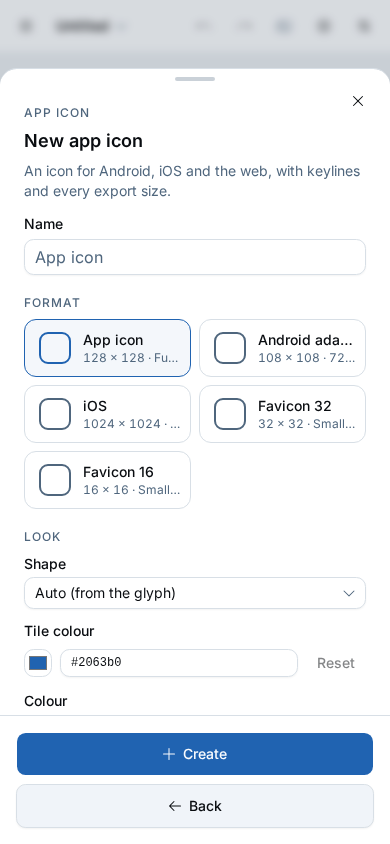 APP ICON
New app icon
An icon for Android, iOS and the web, with keylines
and every export size.
Name
App icon
FORMAT
App icon
128 × 128 · Fu…
Android ada…
108 × 108 · 72…
iOS
1024 × 1024 · …
Favicon 32
32 × 32 · Small…
Favicon 16
16 × 16 · Small…
LOOK
Shape
Auto (from the glyph)
Tile colour
#2063b0
Reset
Colour
Create
Back